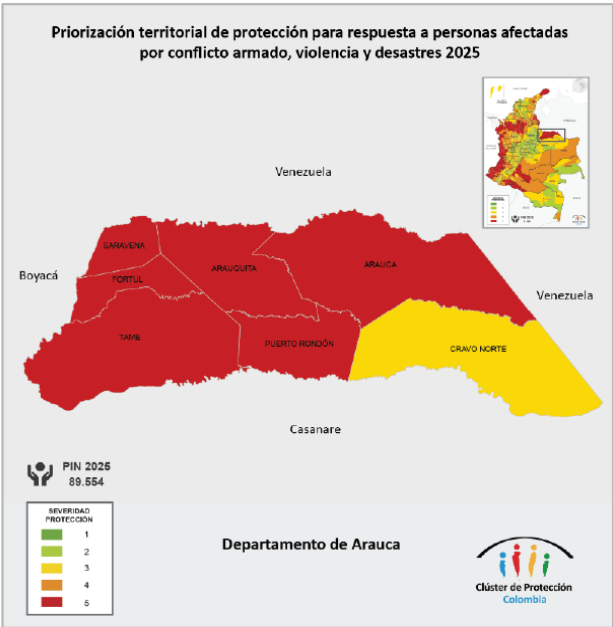 Priorización territorial de protección para respuesta a personas afectadas
por conflicto armado, violencia y desastres 2025
Venezuela
SARAVENA
ARAUQUITA
ARAUCA
Boyacá
FORTUL
Venezuela
TAME
PUERTO RONDÓN
CRAVO NORTE
Casanare
PIN 2025
89.554
SEVERIDAD
PROTECCIÓN
1
2
3
4
5
Departamento de Arauca
Clúster de Protección
Colombia